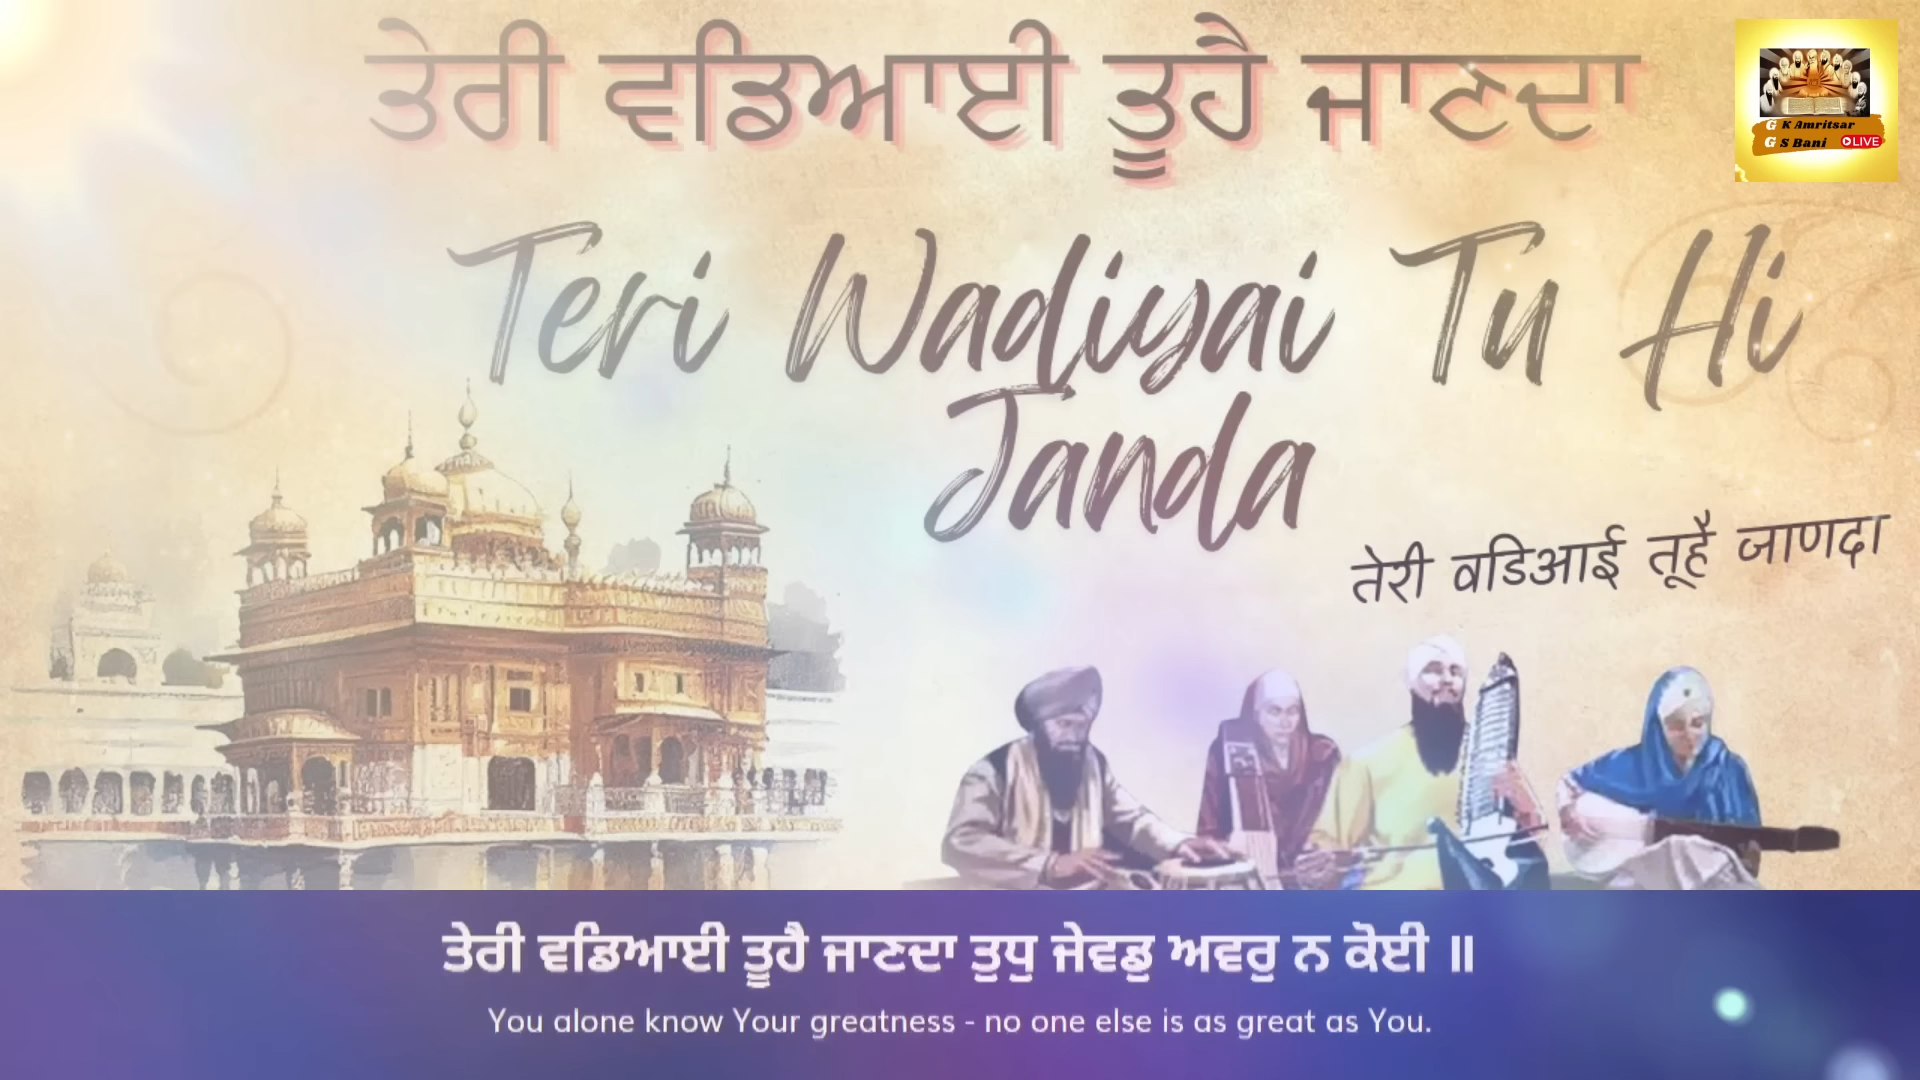 ਤੇਰੀ ਵਡਿਆਈ ਤੂਹੈ ਜਾਣਦਾ
G K Amritsar
G S Bani LIVE
Teri Wadiyai Tu Hi
Janda
तेरी वडिआई तूहै जाणदा
ਤੇਰੀ ਵਡਿਆਈ ਤੂਹੈ ਜਾਣਦਾ ਤੁਧੁ ਜੇਵਡੁ ਅਵਰੁ ਨ ਕੋਈ ॥
You alone know Your greatness - no one else is as great as You.